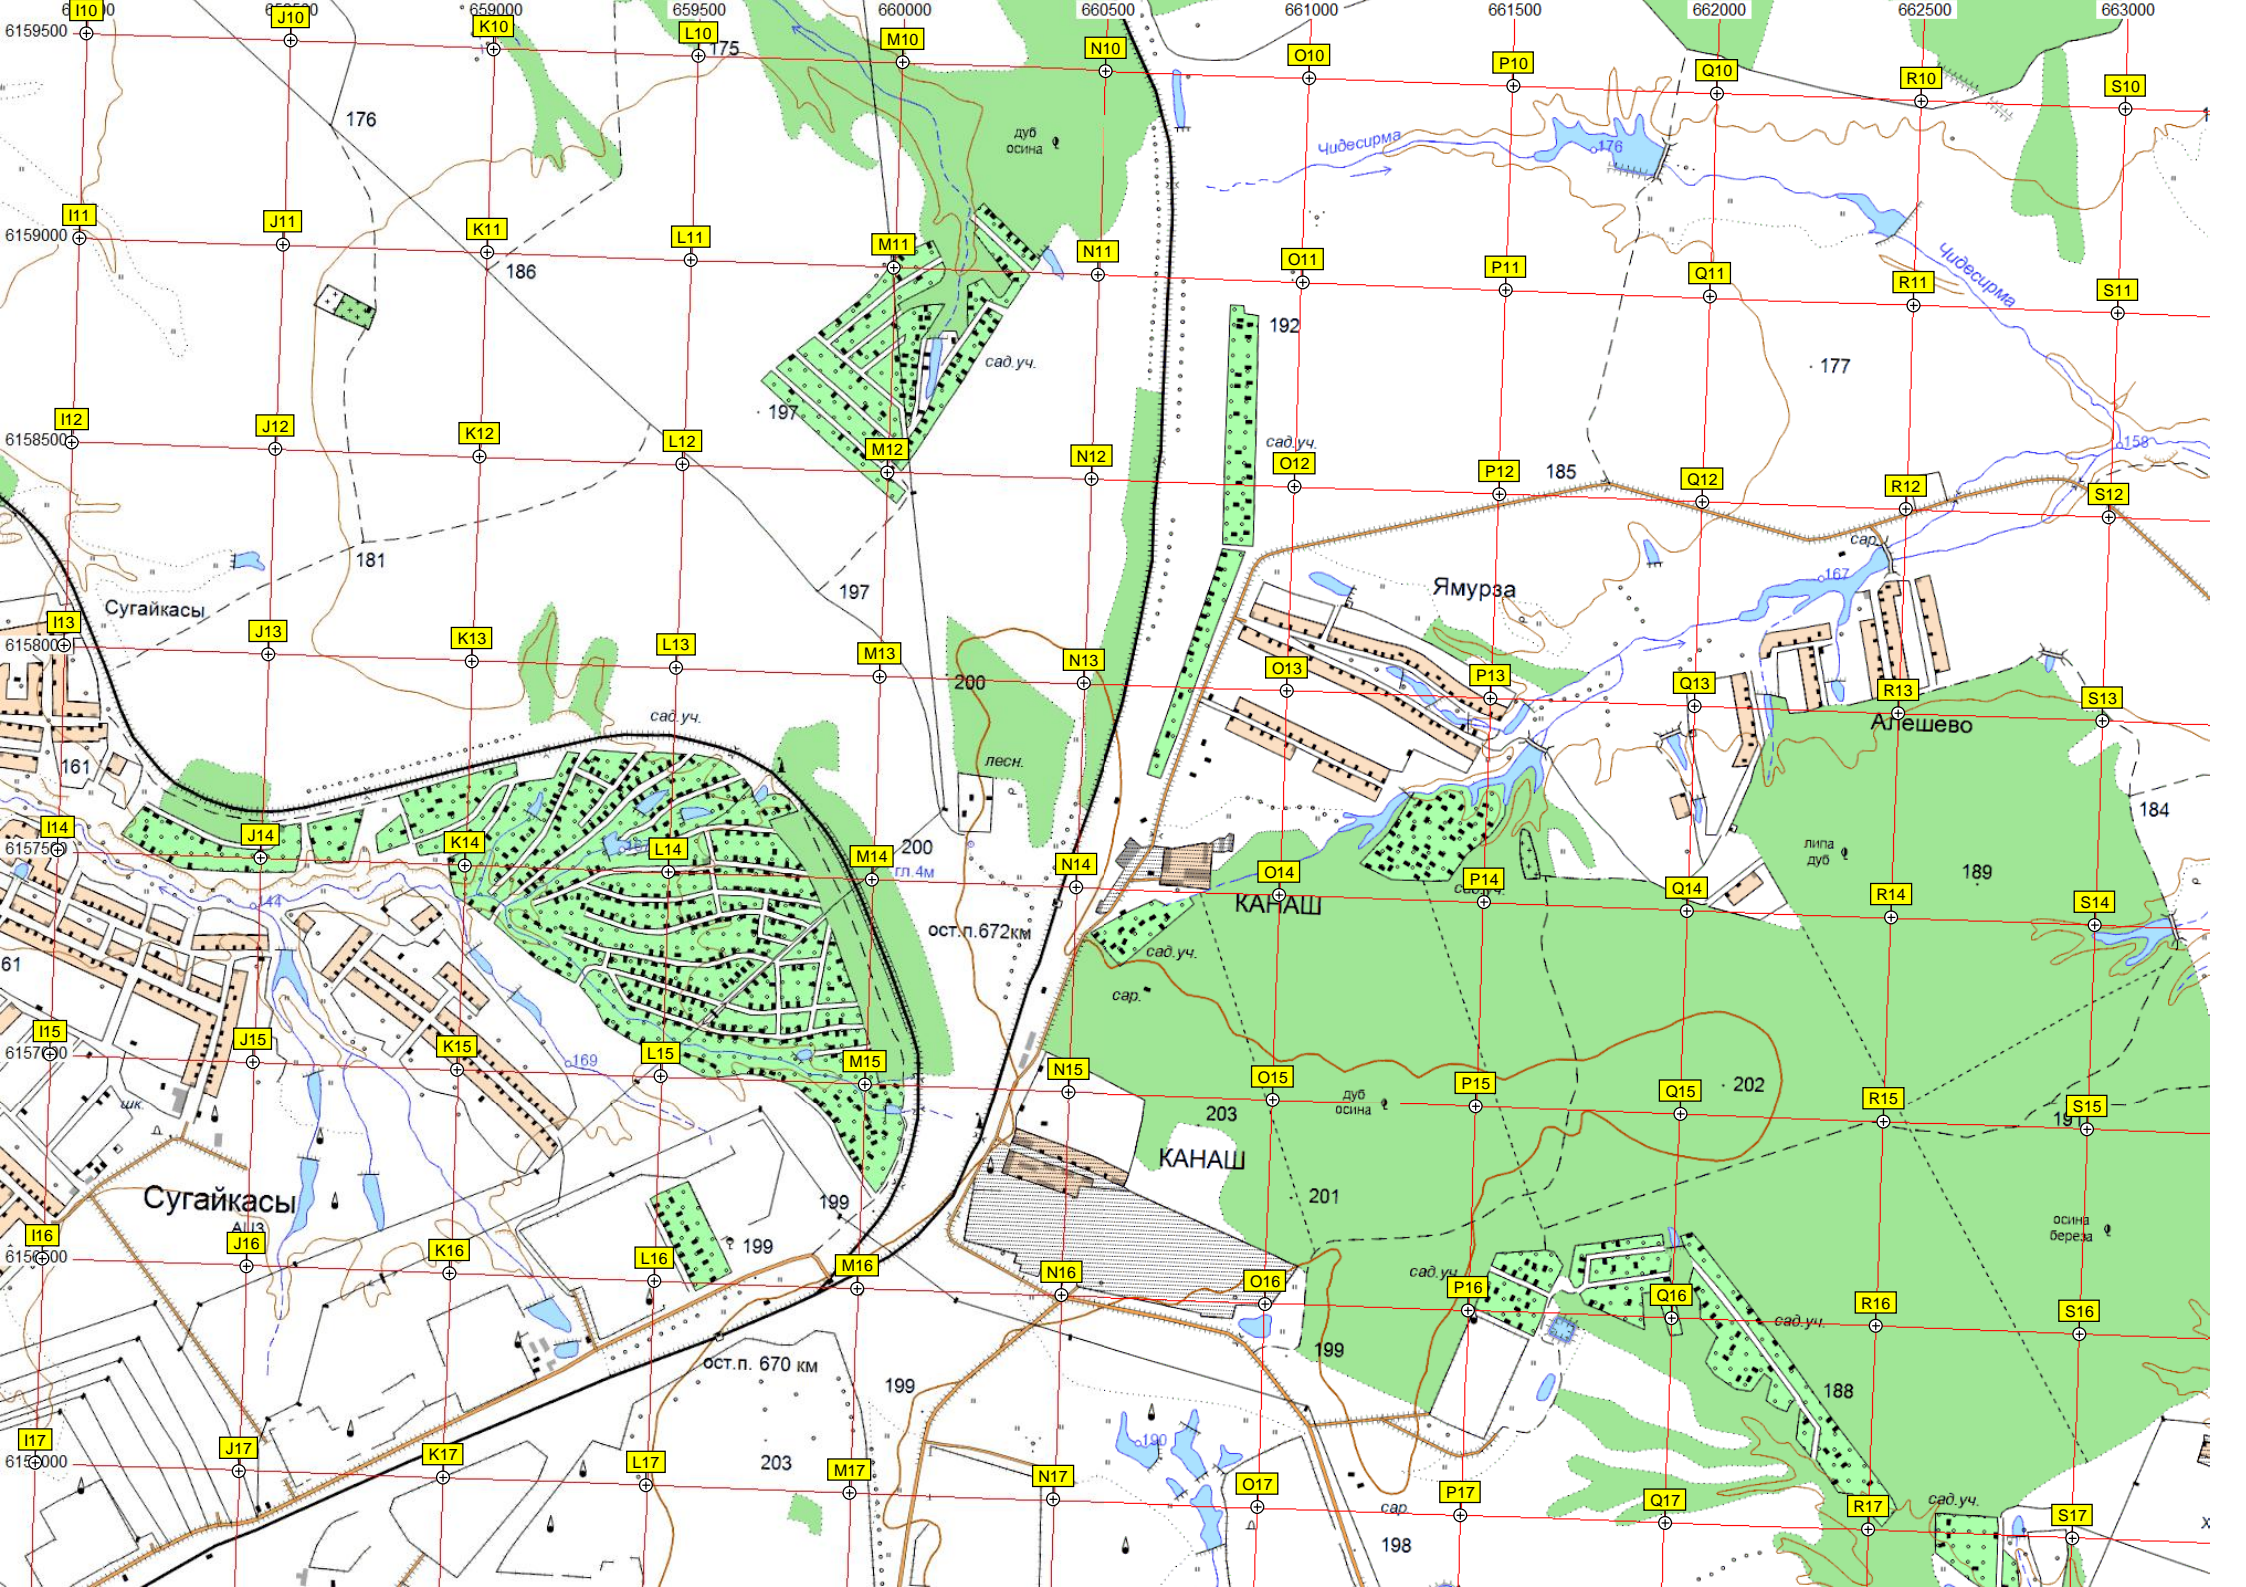 659000 659500 660000 660500 661000 661500 662000 662500 663000
I10 J10 K10 L10 M10 N10 O10 P10 Q10 R10 S10
6159500
175
176
дуб
осина
Чидесирма
176
I11 J11 K11 L11 M11 N11 O11 P11 Q11 R11 S11
6159000
186
Чидесирма
192
сад.уч.
177
197
I12 J12 K12 L12 M12 N12 O12 P12 Q12 R12 S12
6158500
сад.уч.
185
158
181
сар.
167
197
Ямурза
Сугайкасы
I13 J13 K13 L13 M13 N13 O13 P13 Q13 R13 S13
6158000
200
сад.уч.
Алешево
161
лесн.
184
I14 J14 K14 L14 M14 N14 O14 P14 Q14 R14 S14
6157500
200
гл.4м
липа
дуб
189
144
КАНАШ
сад.уч.
ост.п.672км
сад.уч.
61
сар.
I15 J15 K15 L15 M15 N15 O15 P15 Q15 R15 S15
6157000
169
202
дуб
осина
203
191
шк.
КАНАШ
Сугайкасы
199
201
осина
береза
I16 J16 K16 L16 M16 N16 O16 P16 Q16 R16 S16
6156500
199
сад.уч.
сад.уч.
199
ост.п. 670 км
199
188
190
I17 J17 K17 L17 M17 N17 O17 P17 Q17 R17 S17
203
сар.
сад.уч.
198